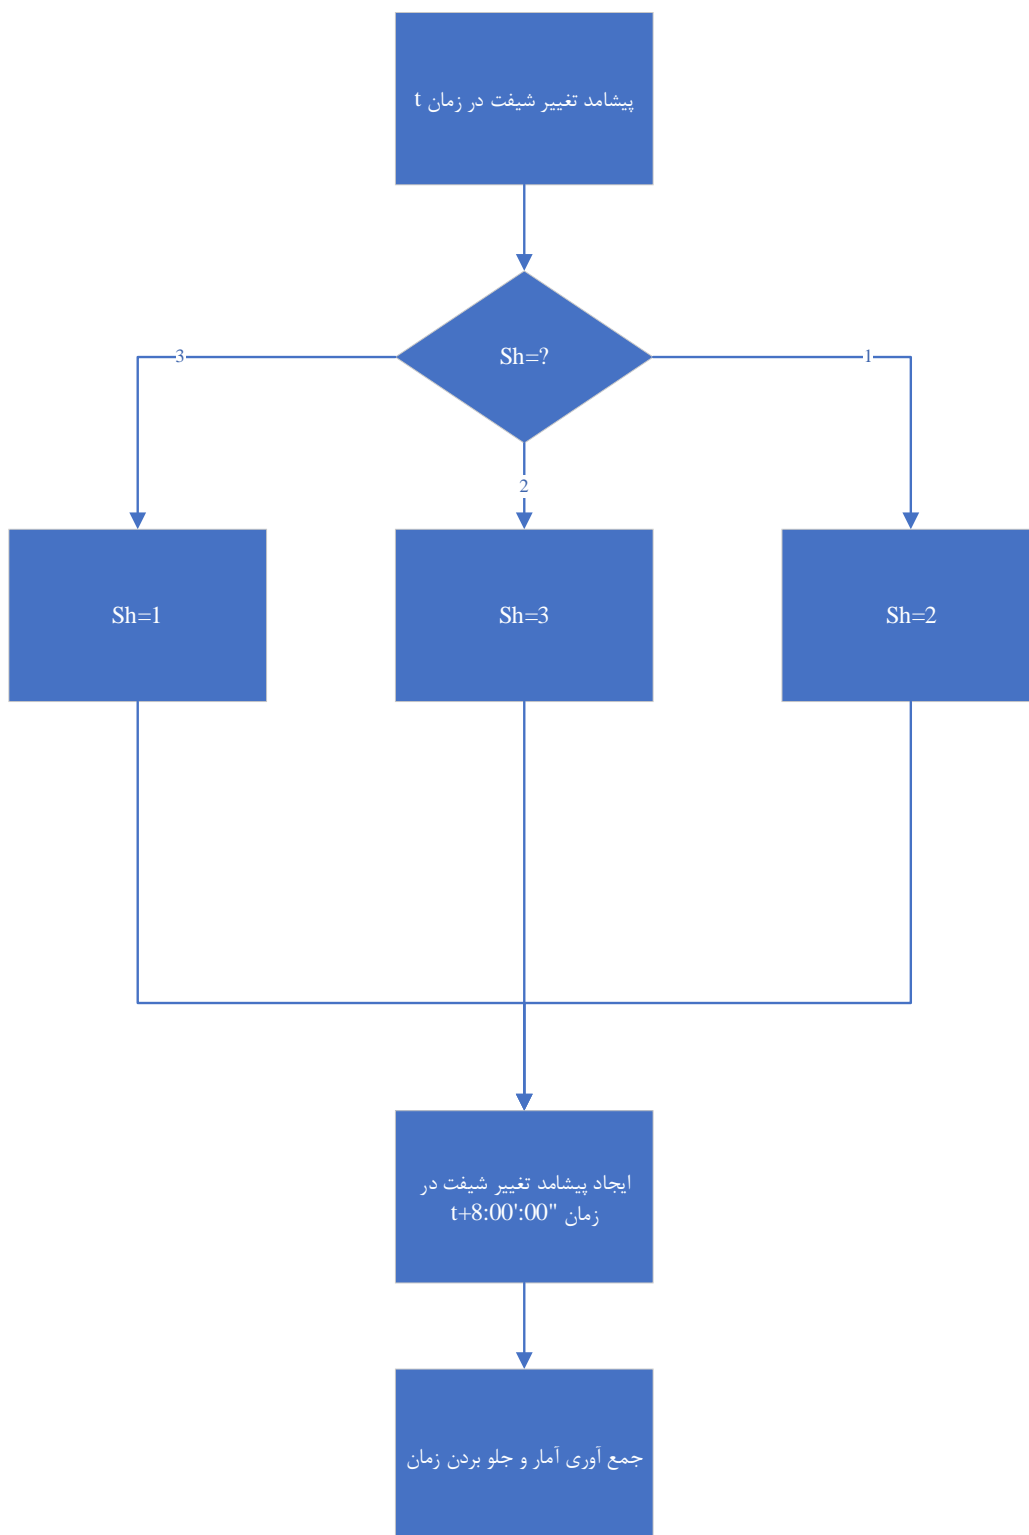 پیشامد تغییر شیفت در زمان t
Sh=?
3
1
2
Sh=1
Sh=3
Sh=2
ایجاد پیشامد تغییر شیفت در
زمان t+8:00':00"
جمع آوری آمار و جلو بردن زمان